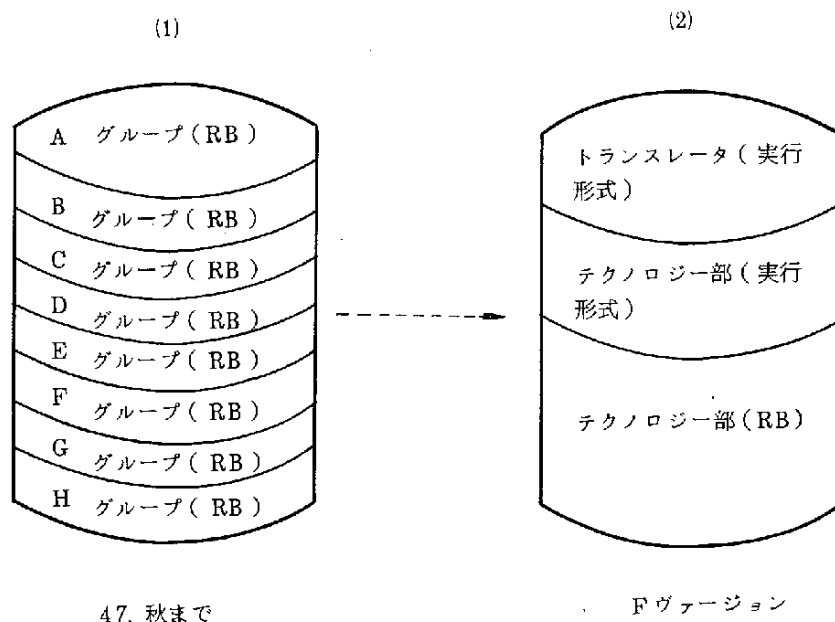 (1)
A グループ(RB)
B グループ(RB)
C グループ(RB)
D グループ(RB)
E グループ(RB)
F グループ(RB)
G グループ(RB)
H グループ(RB)
47. 秋まで
(2)
トランスレータ(実行
形式)
テクノロジー部(実行
形式)
テクノロジー部(RB)
Fヴァージョン